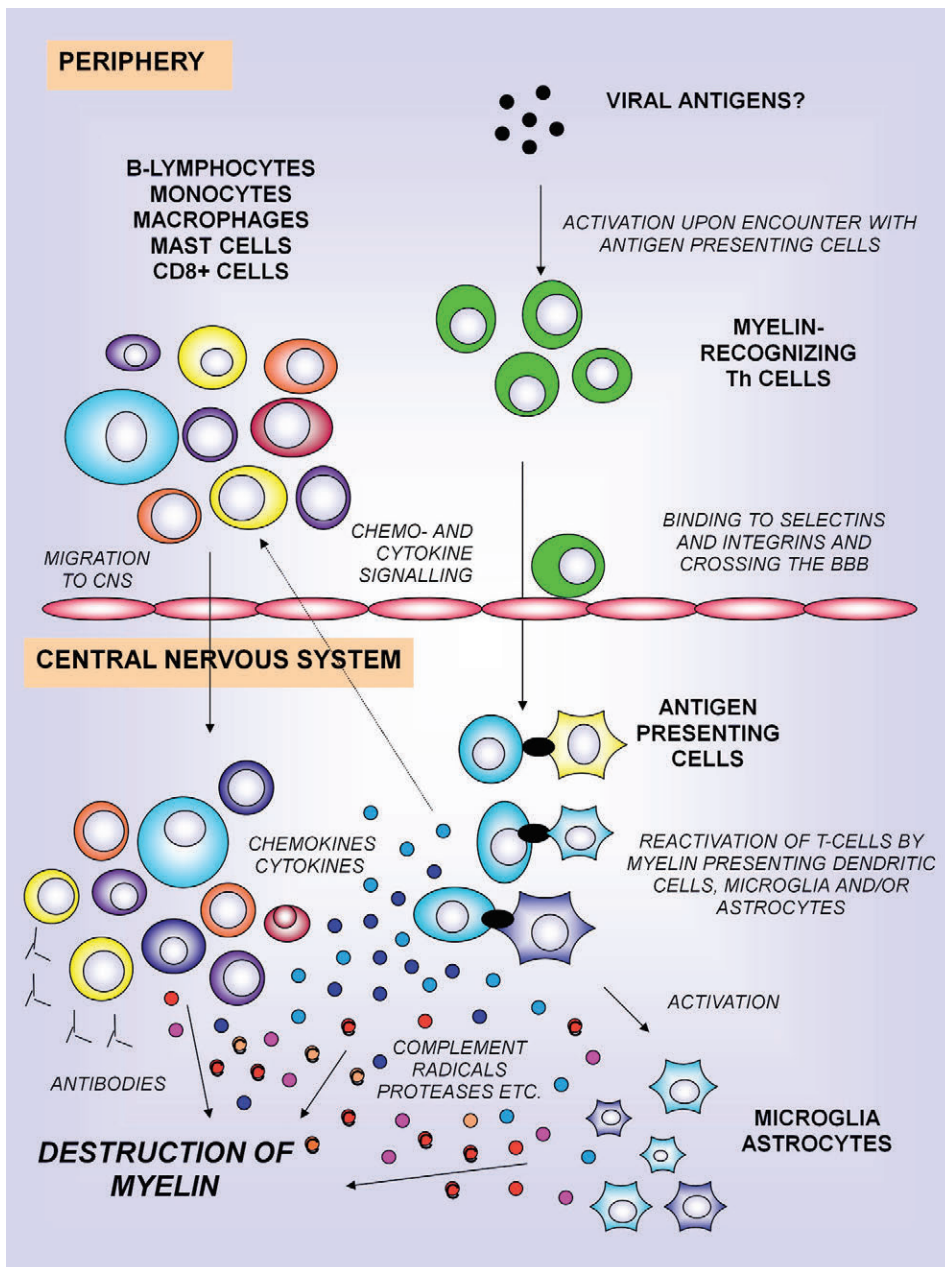 PERIPHERY
VIRAL ANTIGENS?
B-LYMPHOCYTES
MONOCYTES
MACROPHAGES
MAST CELLS
CD8+ CELLS
ACTIVATION UPON ENCOUNTER WITH
ANTIGEN PRESENTING CELLS
MYELIN-
RECOGNIZING
Th CELLS
MIGRATION
TO CNS
CHEMO- AND
CYTOKINE
SIGNALLING
BINDING TO SELECTINS
AND INTEGRINS AND
CROSSING THE BBB
CENTRAL NERVOUS SYSTEM
ANTIGEN
PRESENTING
CELLS
CHEMOKINES
CYTOKINES
REACTIVATION OF T-CELLS BY
MYELIN PRESENTING DENDRITIC
CELLS, MICROGLIA AND/OR
ASTROCYTES
ACTIVATION
ANTIBODIES
COMPLEMENT
RADICALS
PROTEASES ETC.
MICROGLIA
ASTROCYTES
DESTRUCTION OF
MYELIN